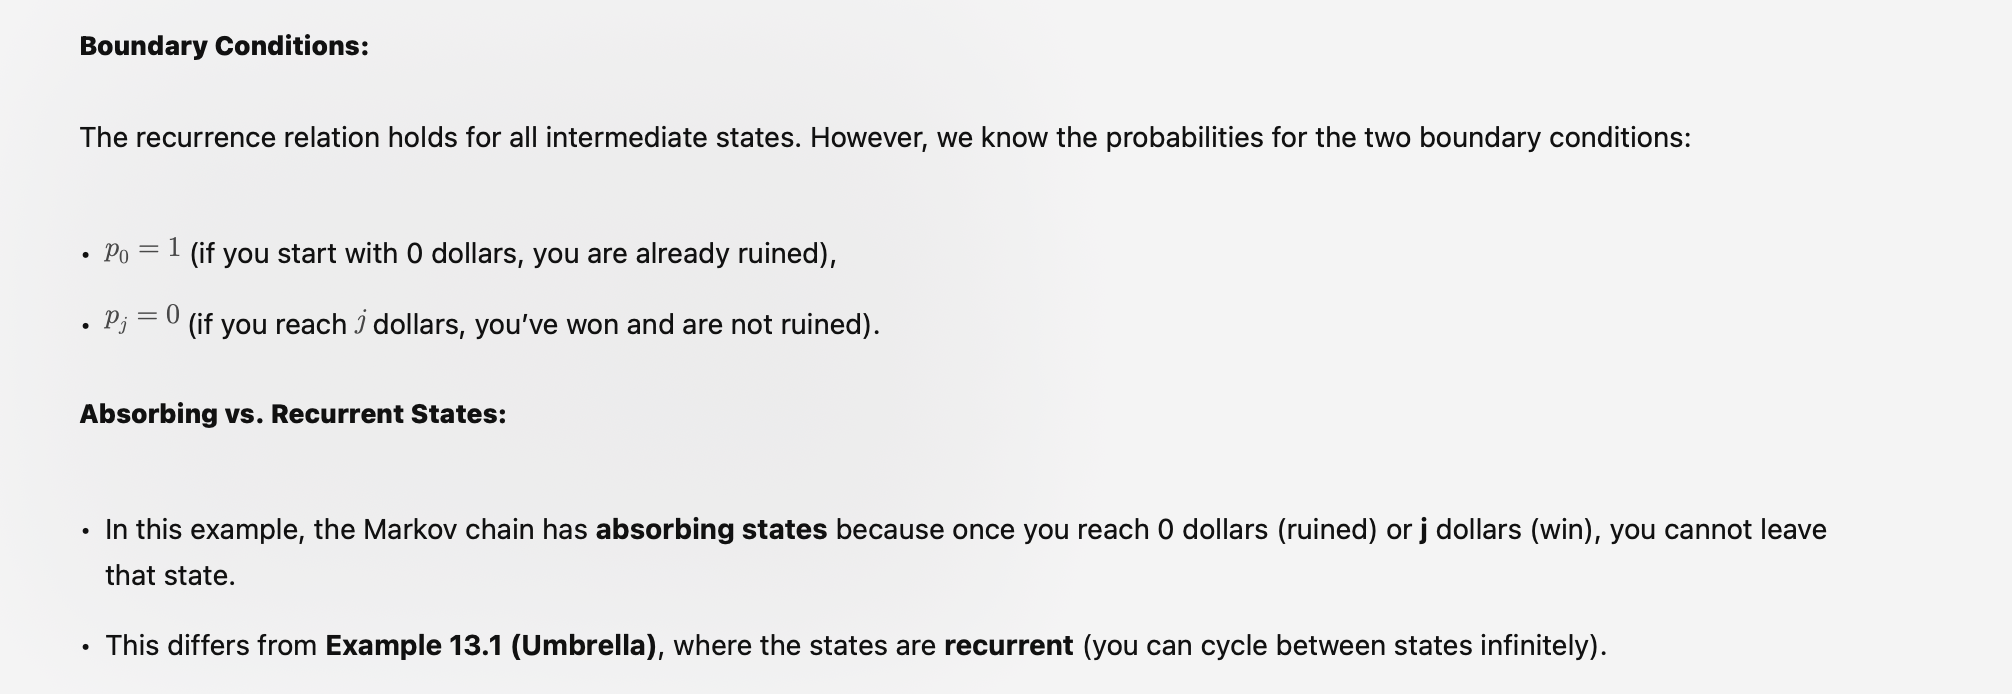 Boundary Conditions:
The recurrence relation holds for all intermediate states. However, we know the probabilities for the two boundary conditions:
• p₀ = 1 (if you start with 0 dollars, you are already ruined),
• pⱼ = 0 (if you reach j dollars, you’ve won and are not ruined).
Absorbing vs. Recurrent States:
• In this example, the Markov chain has absorbing states because once you reach 0 dollars (ruined) or j dollars (win), you cannot leave
that state.
• This differs from Example 13.1 (Umbrella), where the states are recurrent (you can cycle between states infinitely).